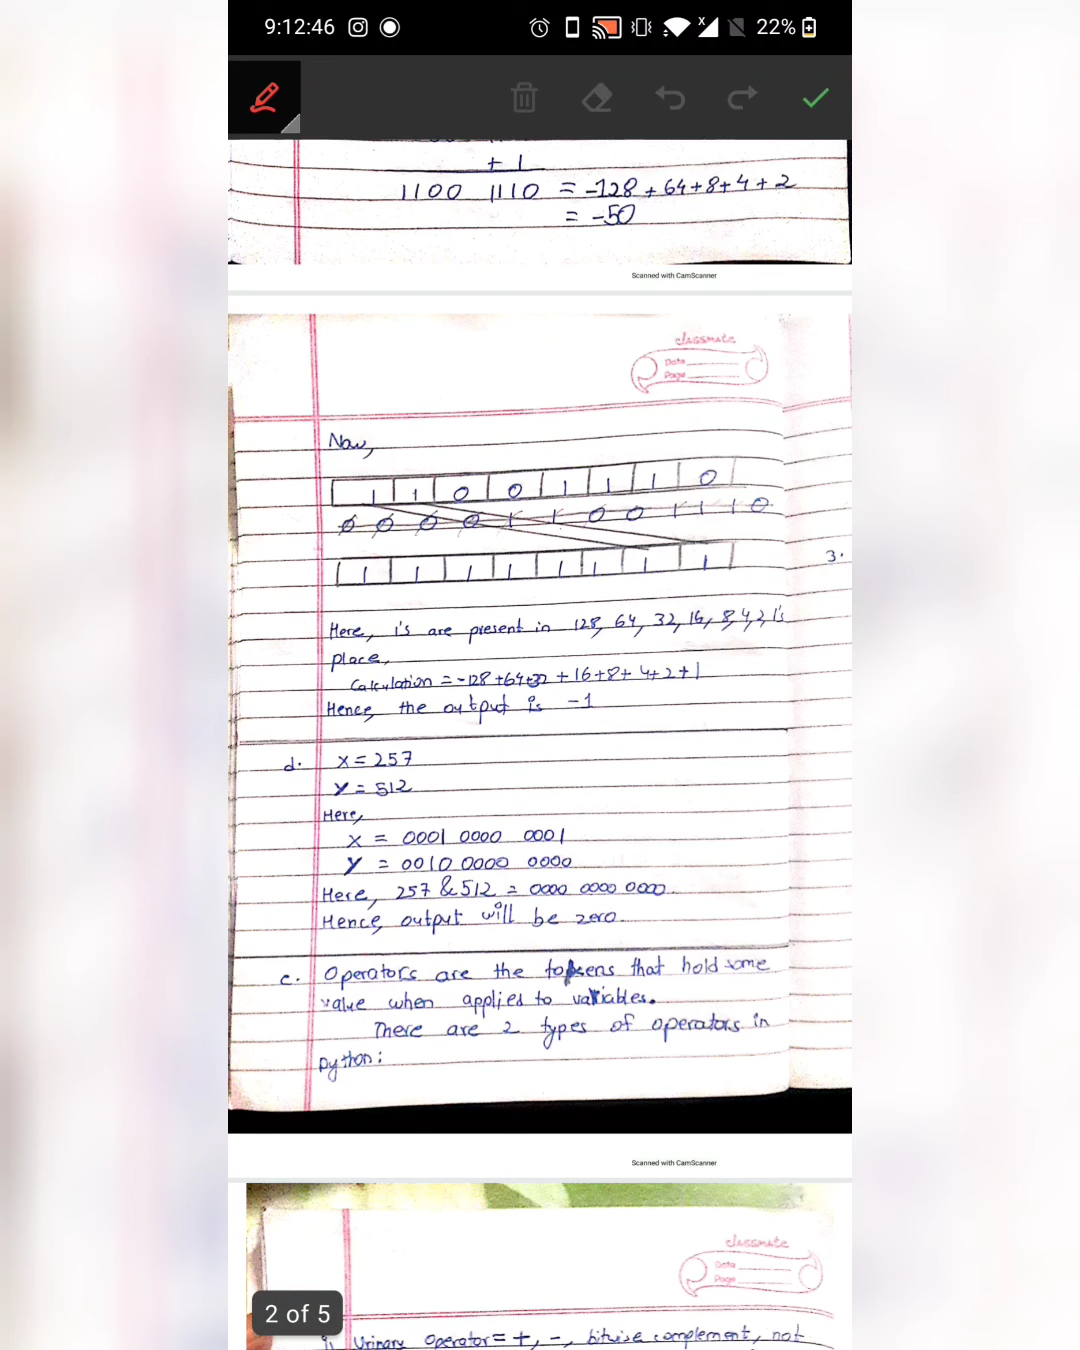 9:12:46
22%
+ 1
1100 1110 = -128 + 64 + 8 + 4 + 2
= -50
Scanned with CamScanner
classmate
Date
Page
Now,
1 1 0 0 1 1 1 0
0 0 0 0 1 1 0 0 1 1 1 0
1 1 1 1 1 1 1 1
3.
Here, 1's are present in 128, 64, 32, 16, 8, 4, 2, 1's
place,
Calculation = -128 + 64 + 32 + 16 + 8 + 4 + 2 + 1
Hence, the output is -1
d. X = 257
Y = 512
Here,
X = 0001 0000 0001
Y = 0010 0000 0000
Here, 257 & 512 = 0000 0000 0000.
Hence, output will be zero.
c. Operators are the tokens that hold some
value when applied to variables.
There are 2 types of operators in
python:
Scanned with CamScanner
classmate
Date
Page
2 of 5
i. Urinary operator = +, -, bitwise complement, not